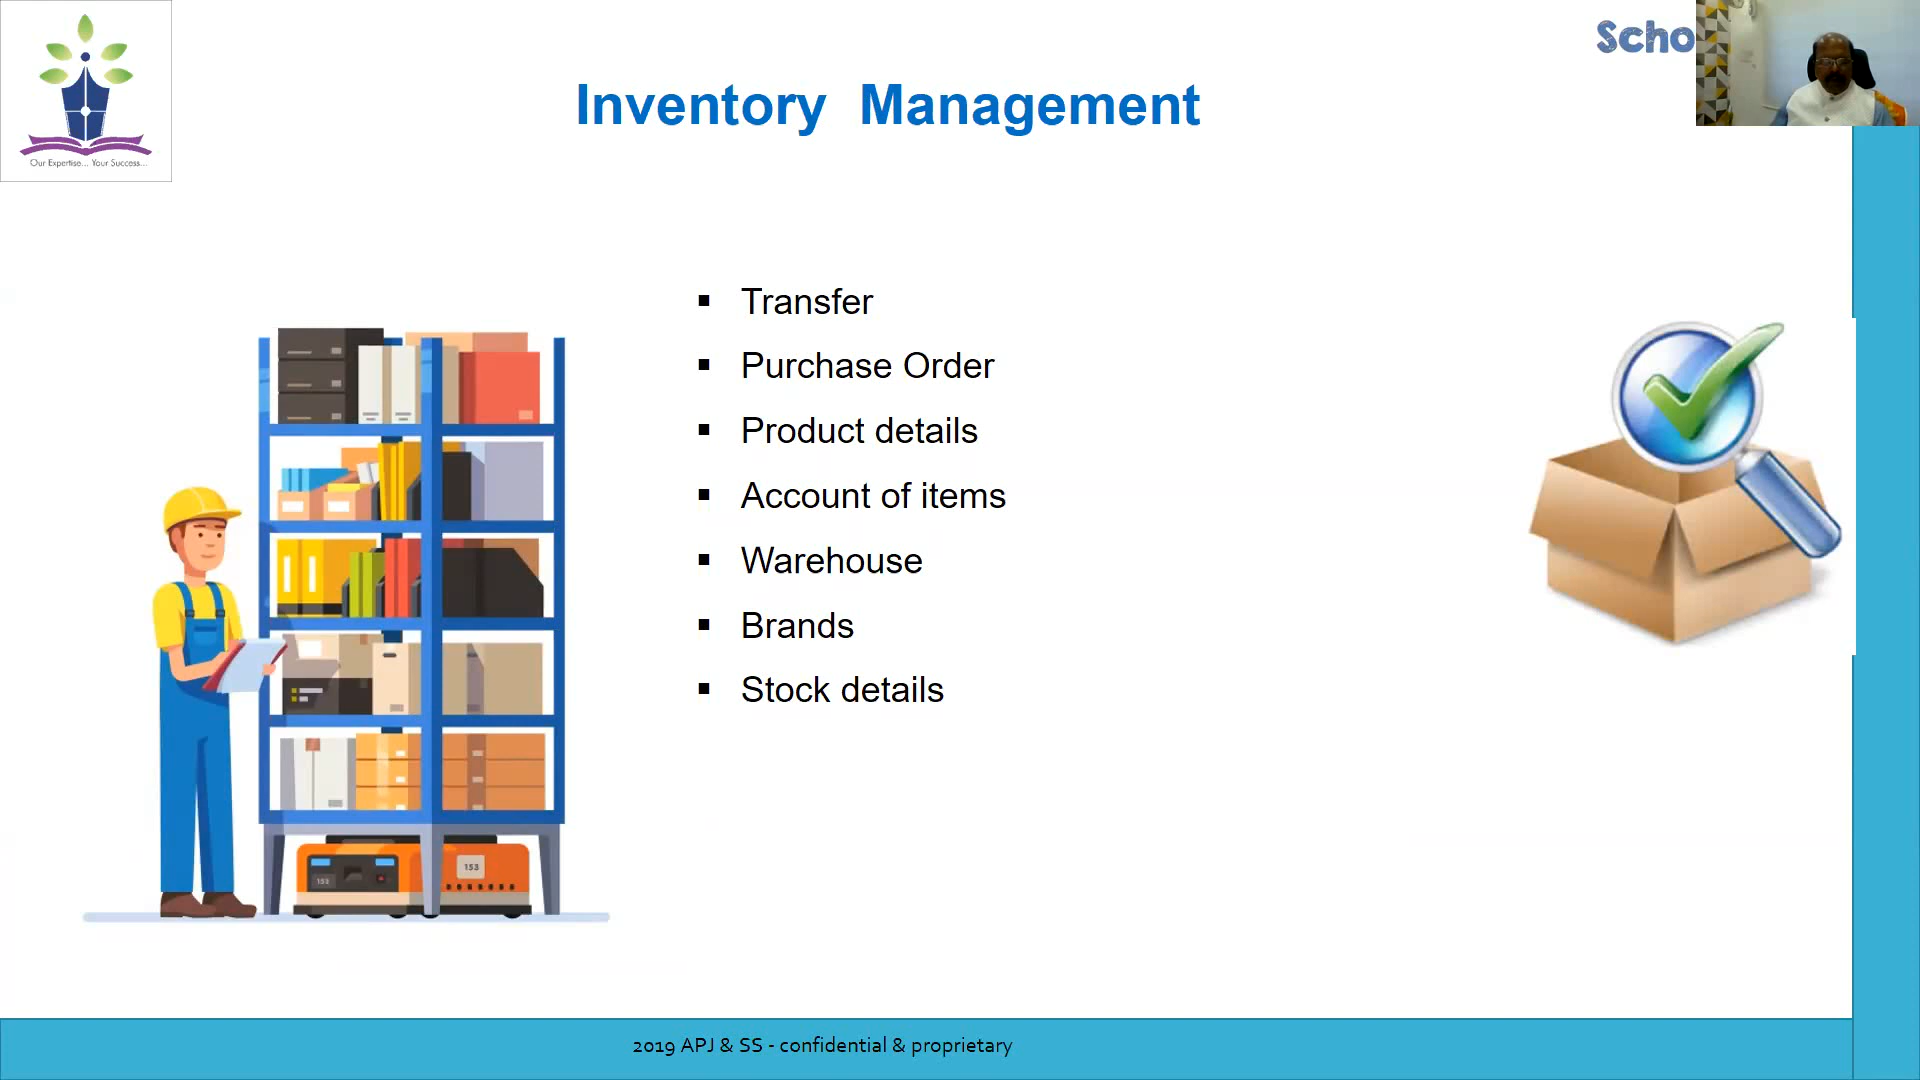 Scho
Inventory Management
Our Expertise... Your Success...
▪ Transfer
▪ Purchase Order
▪ Product details
▪ Account of items
▪ Warehouse
▪ Brands
▪ Stock details
153
153
2019 APJ & SS - confidential & proprietary